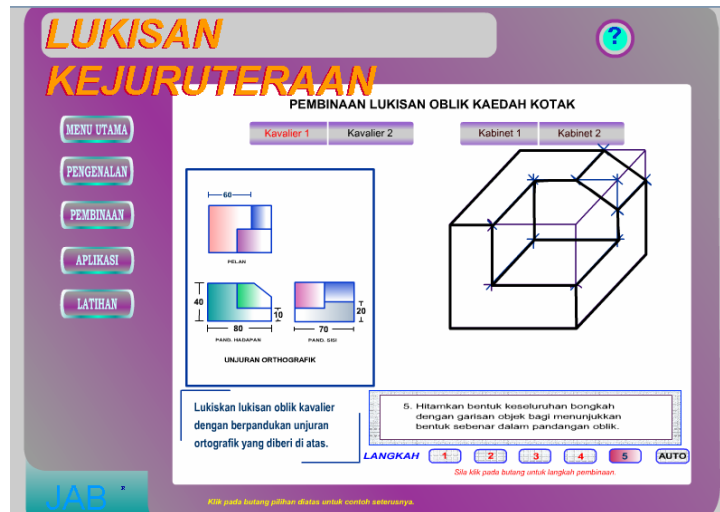 LUKISAN
KEJURUTERAAN
?
PEMBINAAN LUKISAN OBLIK KAEDAH KOTAK
Kavalier 1
Kavalier 2
Kabinet 1
Kabinet 2
MENU UTAMA
PENGENALAN
PEMBINAAN
APLIKASI
LATIHAN
60
PELAN
40
10
20
80
70
PAND. HADAPAN
PAND. SISI
UNJURAN ORTHOGRAFIK
Lukiskan lukisan oblik kavalier
dengan berpandukan unjuran
ortografik yang diberi di atas.
5. Hitamkan bentuk keseluruhan bongkah
dengan garisan objek bagi menunjukkan
bentuk sebenar dalam pandangan oblik.
LANGKAH 1 2 3 4 5 AUTO
Sila klik pada butang untuk langkah pembinaan.
JAB
Klik pada butang pilihan diatas untuk contoh seterusnya.